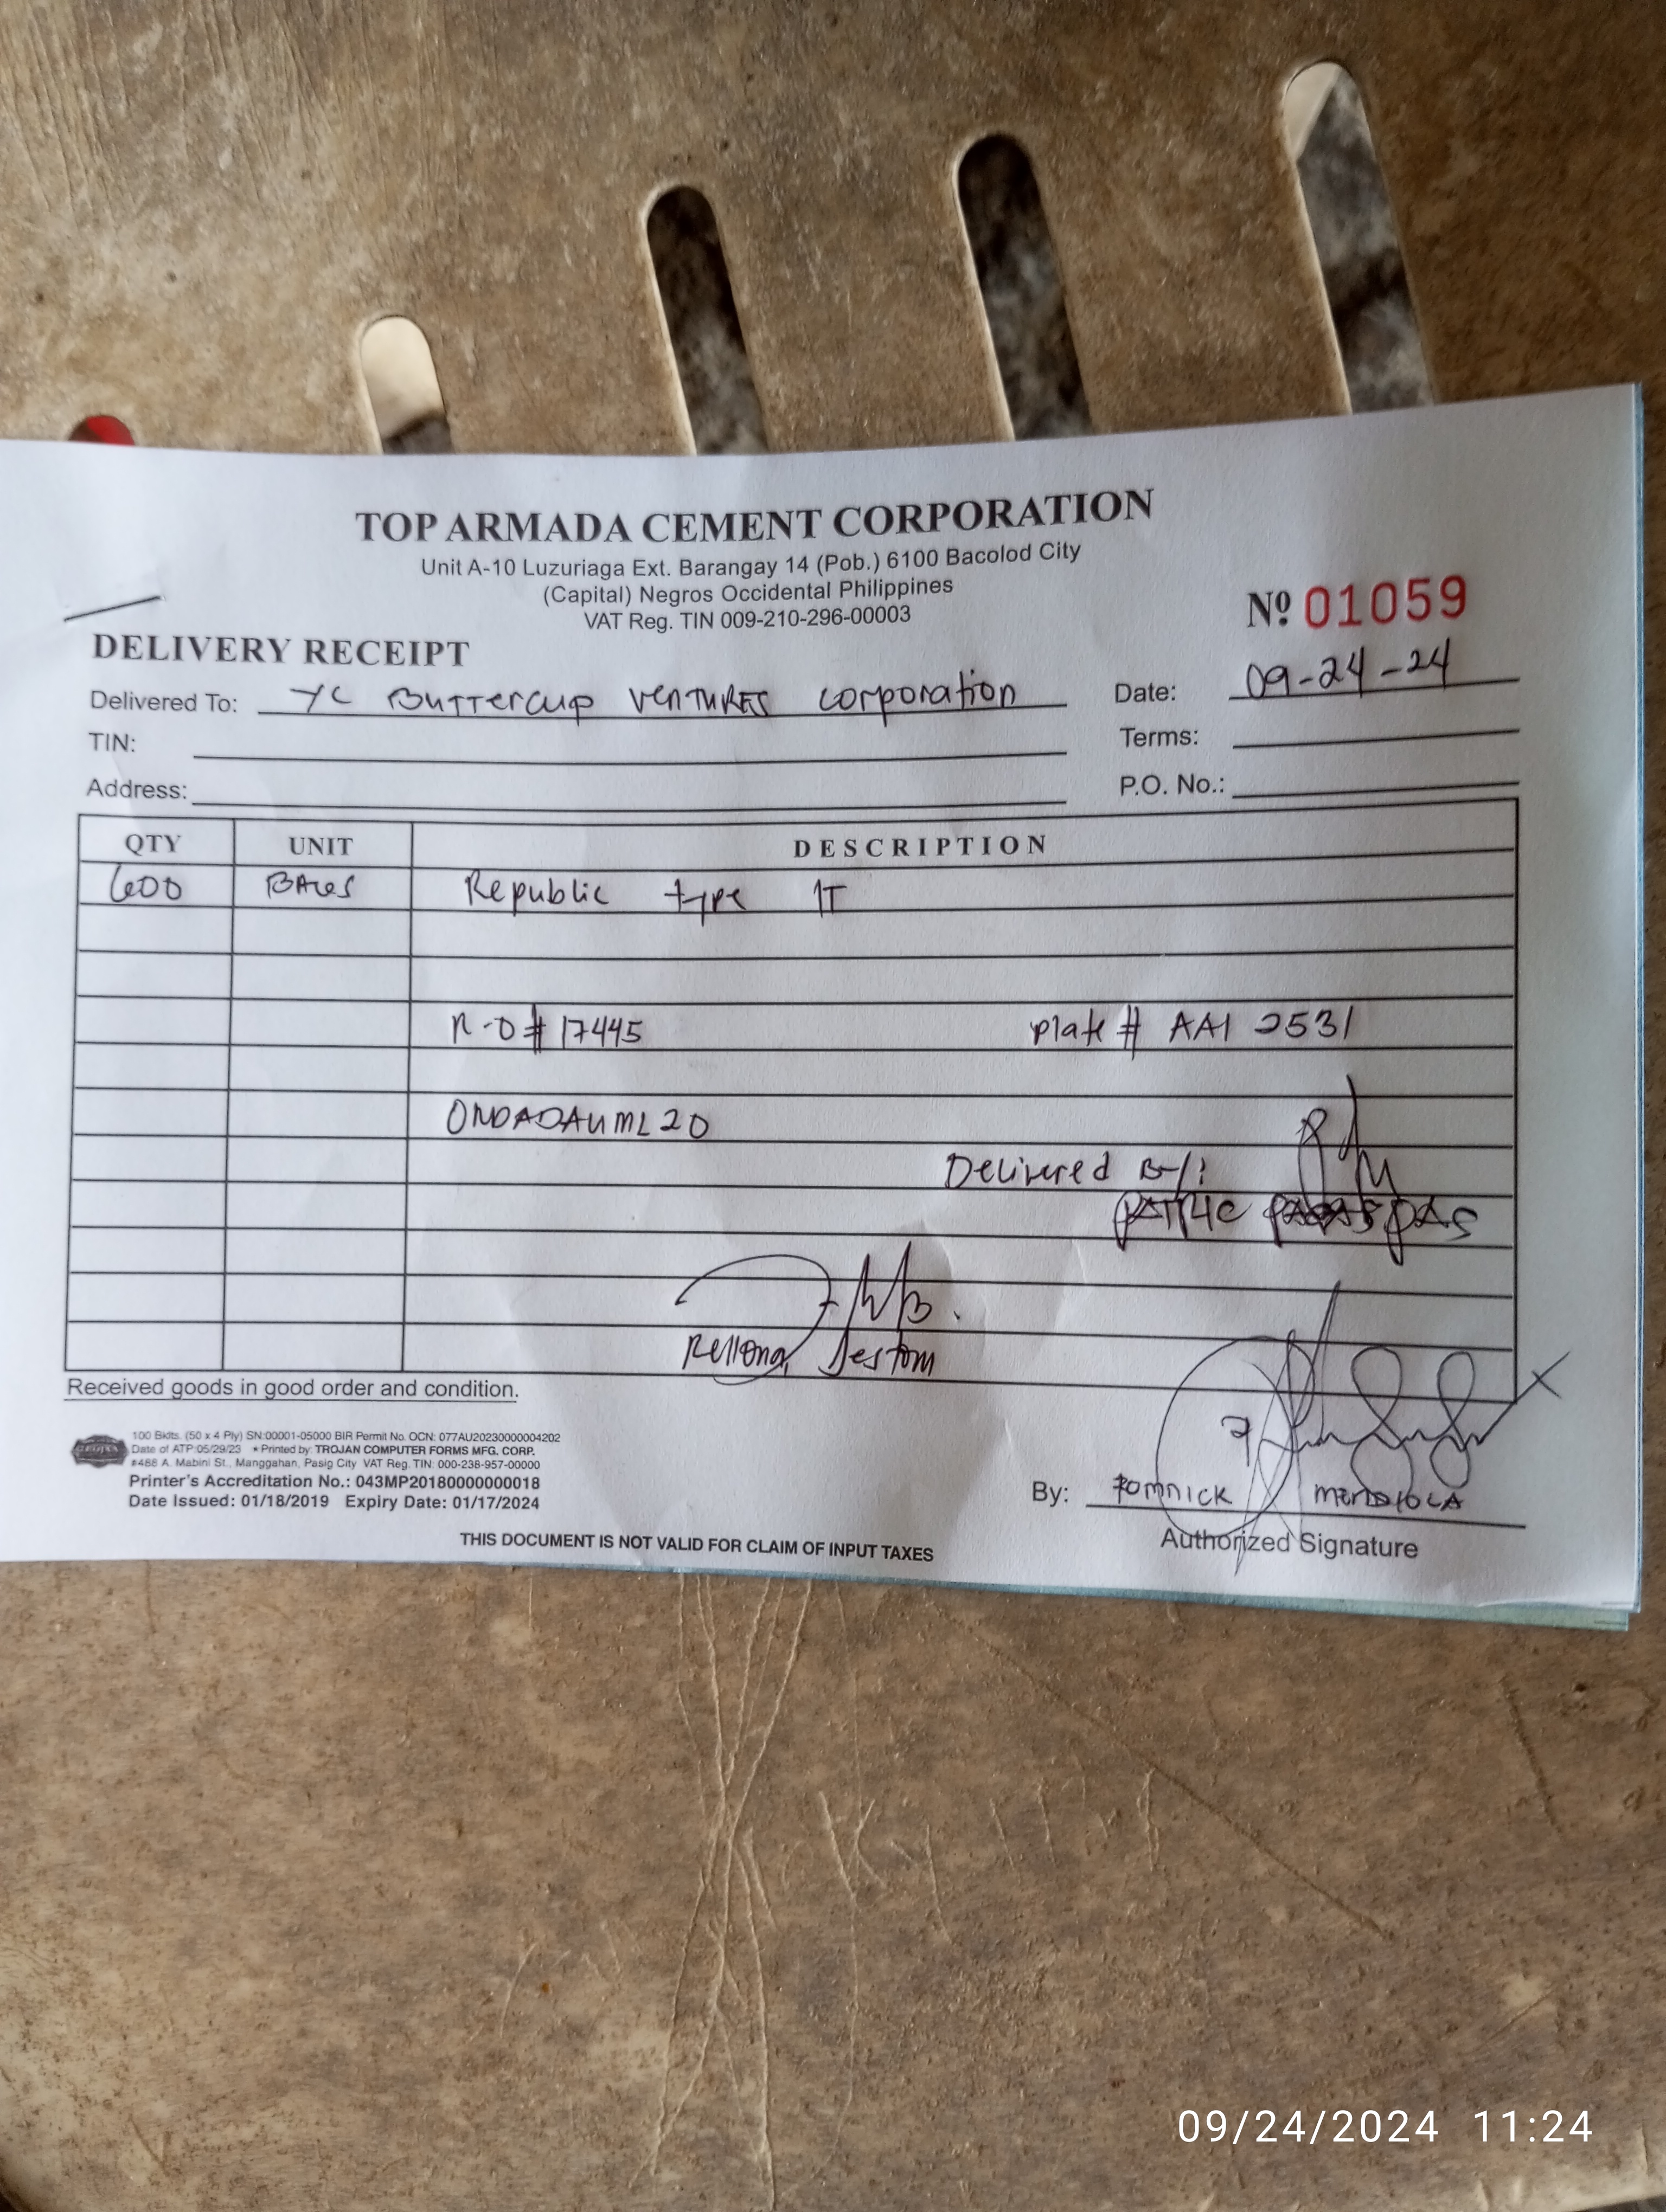 TOP ARMADA CEMENT CORPORATION
Unit A-10 Luzuriaga Ext. Barangay 14 (Pob.) 6100 Bacolod City
(Capital) Negros Occidental Philippines
VAT Reg. TIN 009-210-296-00003
Nº 01059
DELIVERY RECEIPT
Delivered To: YC Buttercup VENTURES corporation Date: 09-24-24
TIN: Terms:
Address: P.O. No.:
QTY UNIT DESCRIPTION
600 Republic type 1T
#17445 plate # AAI 2531
Delivered By:
Received goods in good order and condition.
100 Bklts. (50 x 4 Ply) SN:00001-05000 BIR Permit No. OCN: 077AU20230000004202
Date of ATP:05/29/23 • Printed by: TROJAN COMPUTER FORMS MFG. CORP.
#468 A. Mabini St., Manggahan, Pasig City VAT Reg. TIN: 000-238-957-00000
Printer's Accreditation No.: 043MP20180000000018
Date Issued: 01/18/2019 Expiry Date: 01/17/2024
By: ROMNICK MENDIOLA
Authorized Signature
THIS DOCUMENT IS NOT VALID FOR CLAIM OF INPUT TAXES
09/24/2024 11:24